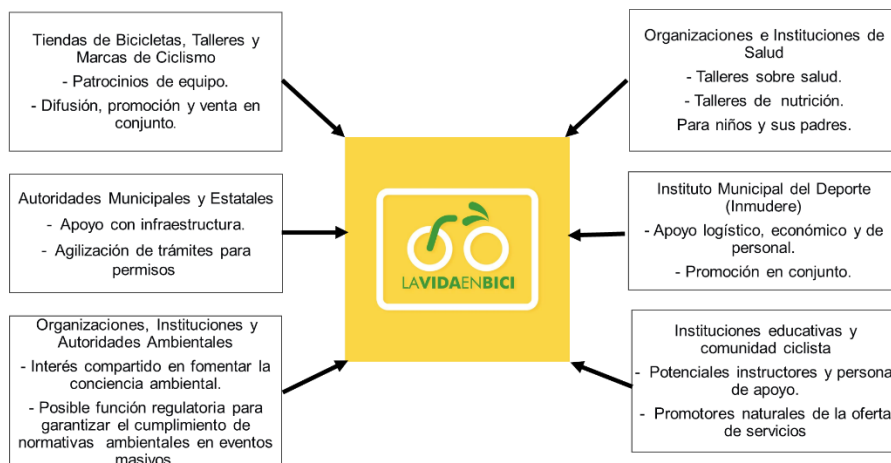 Tiendas de Bicicletas, Talleres y
Marcas de Ciclismo
- Patrocinios de equipo.
- Difusión, promoción y venta en
conjunto.
Autoridades Municipales y Estatales
- Apoyo con infraestructura.
- Agilización de trámites para
permisos
Organizaciones, Instituciones y
Autoridades Ambientales
- Interés compartido en fomentar la
conciencia ambiental.
- Posible función regulatoria para
garantizar el cumplimiento de
normativas ambientales en eventos
masivos
LAVIDAENBICI
Organizaciones e Instituciones de
Salud
- Talleres sobre salud.
- Talleres de nutrición.
Para niños y sus padres.
Instituto Municipal del Deporte
(Inmudere)
- Apoyo logístico, económico y de
personal.
- Promoción en conjunto.
Instituciones educativas y
comunidad ciclista
- Potenciales instructores y persona
de apoyo.
- Promotores naturales de la oferta
de servicios